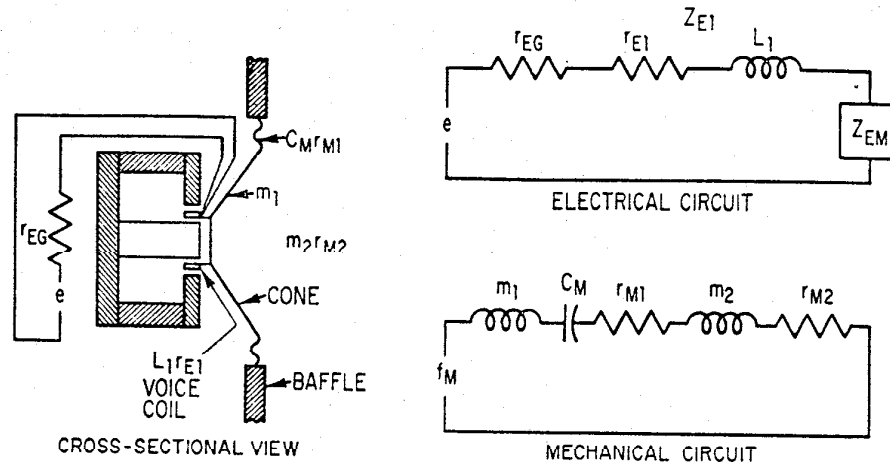 C_M r_M1
m_1
r_EG
m_2 r_M2
e
CONE
L_1 r_E1
VOICE
COIL
BAFFLE
CROSS-SECTIONAL VIEW
Z_E1
r_EG r_E1 L_1
e
Z_EM
ELECTRICAL CIRCUIT
m_1 C_M r_M1 m_2 r_M2
f_M
MECHANICAL CIRCUIT